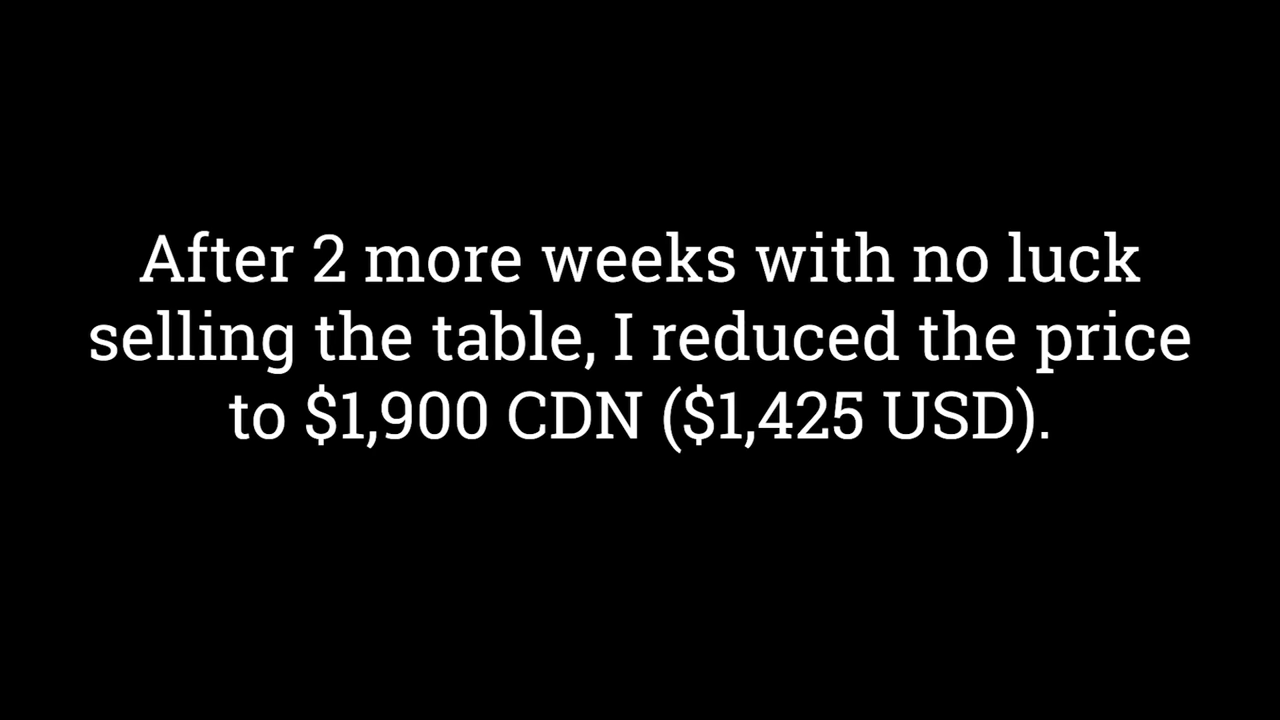 After 2 more weeks with no luck
selling the table, I reduced the price
to $1,900 CDN ($1,425 USD).